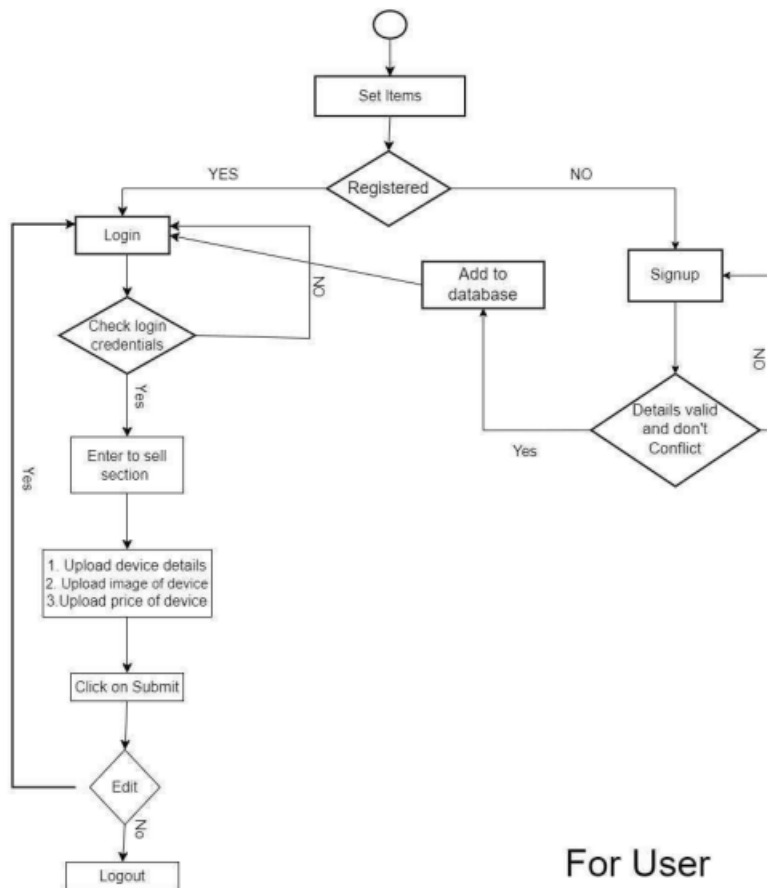 Set Items
Registered
YES
NO
Login
Signup
Add to
database
NO
Check login
credentials
NO
Details valid
and don't
Conflict
Yes
Yes
Enter to sell
section
Yes
1. Upload device details
2. Upload image of device
3.Upload price of device
Click on Submit
Edit
No
Logout
For User